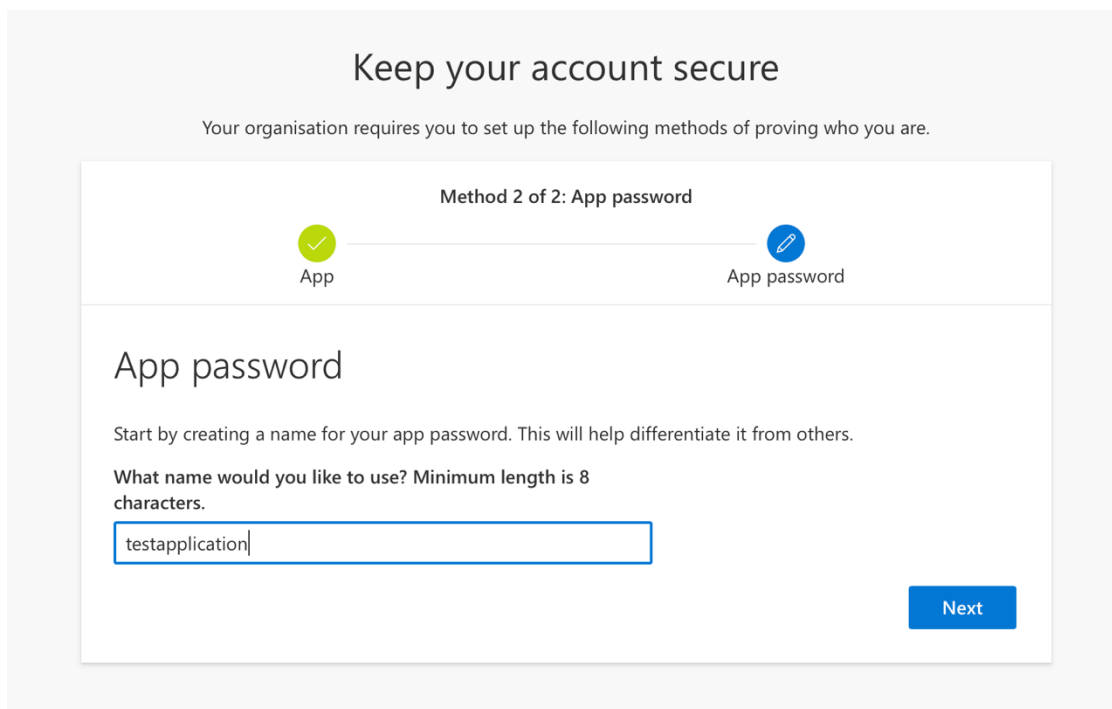 Keep your account secure
Your organisation requires you to set up the following methods of proving who you are.
Method 2 of 2: App password
App
App password
App password
Start by creating a name for your app password. This will help differentiate it from others.
What name would you like to use? Minimum length is 8
characters.
testapplication
Next